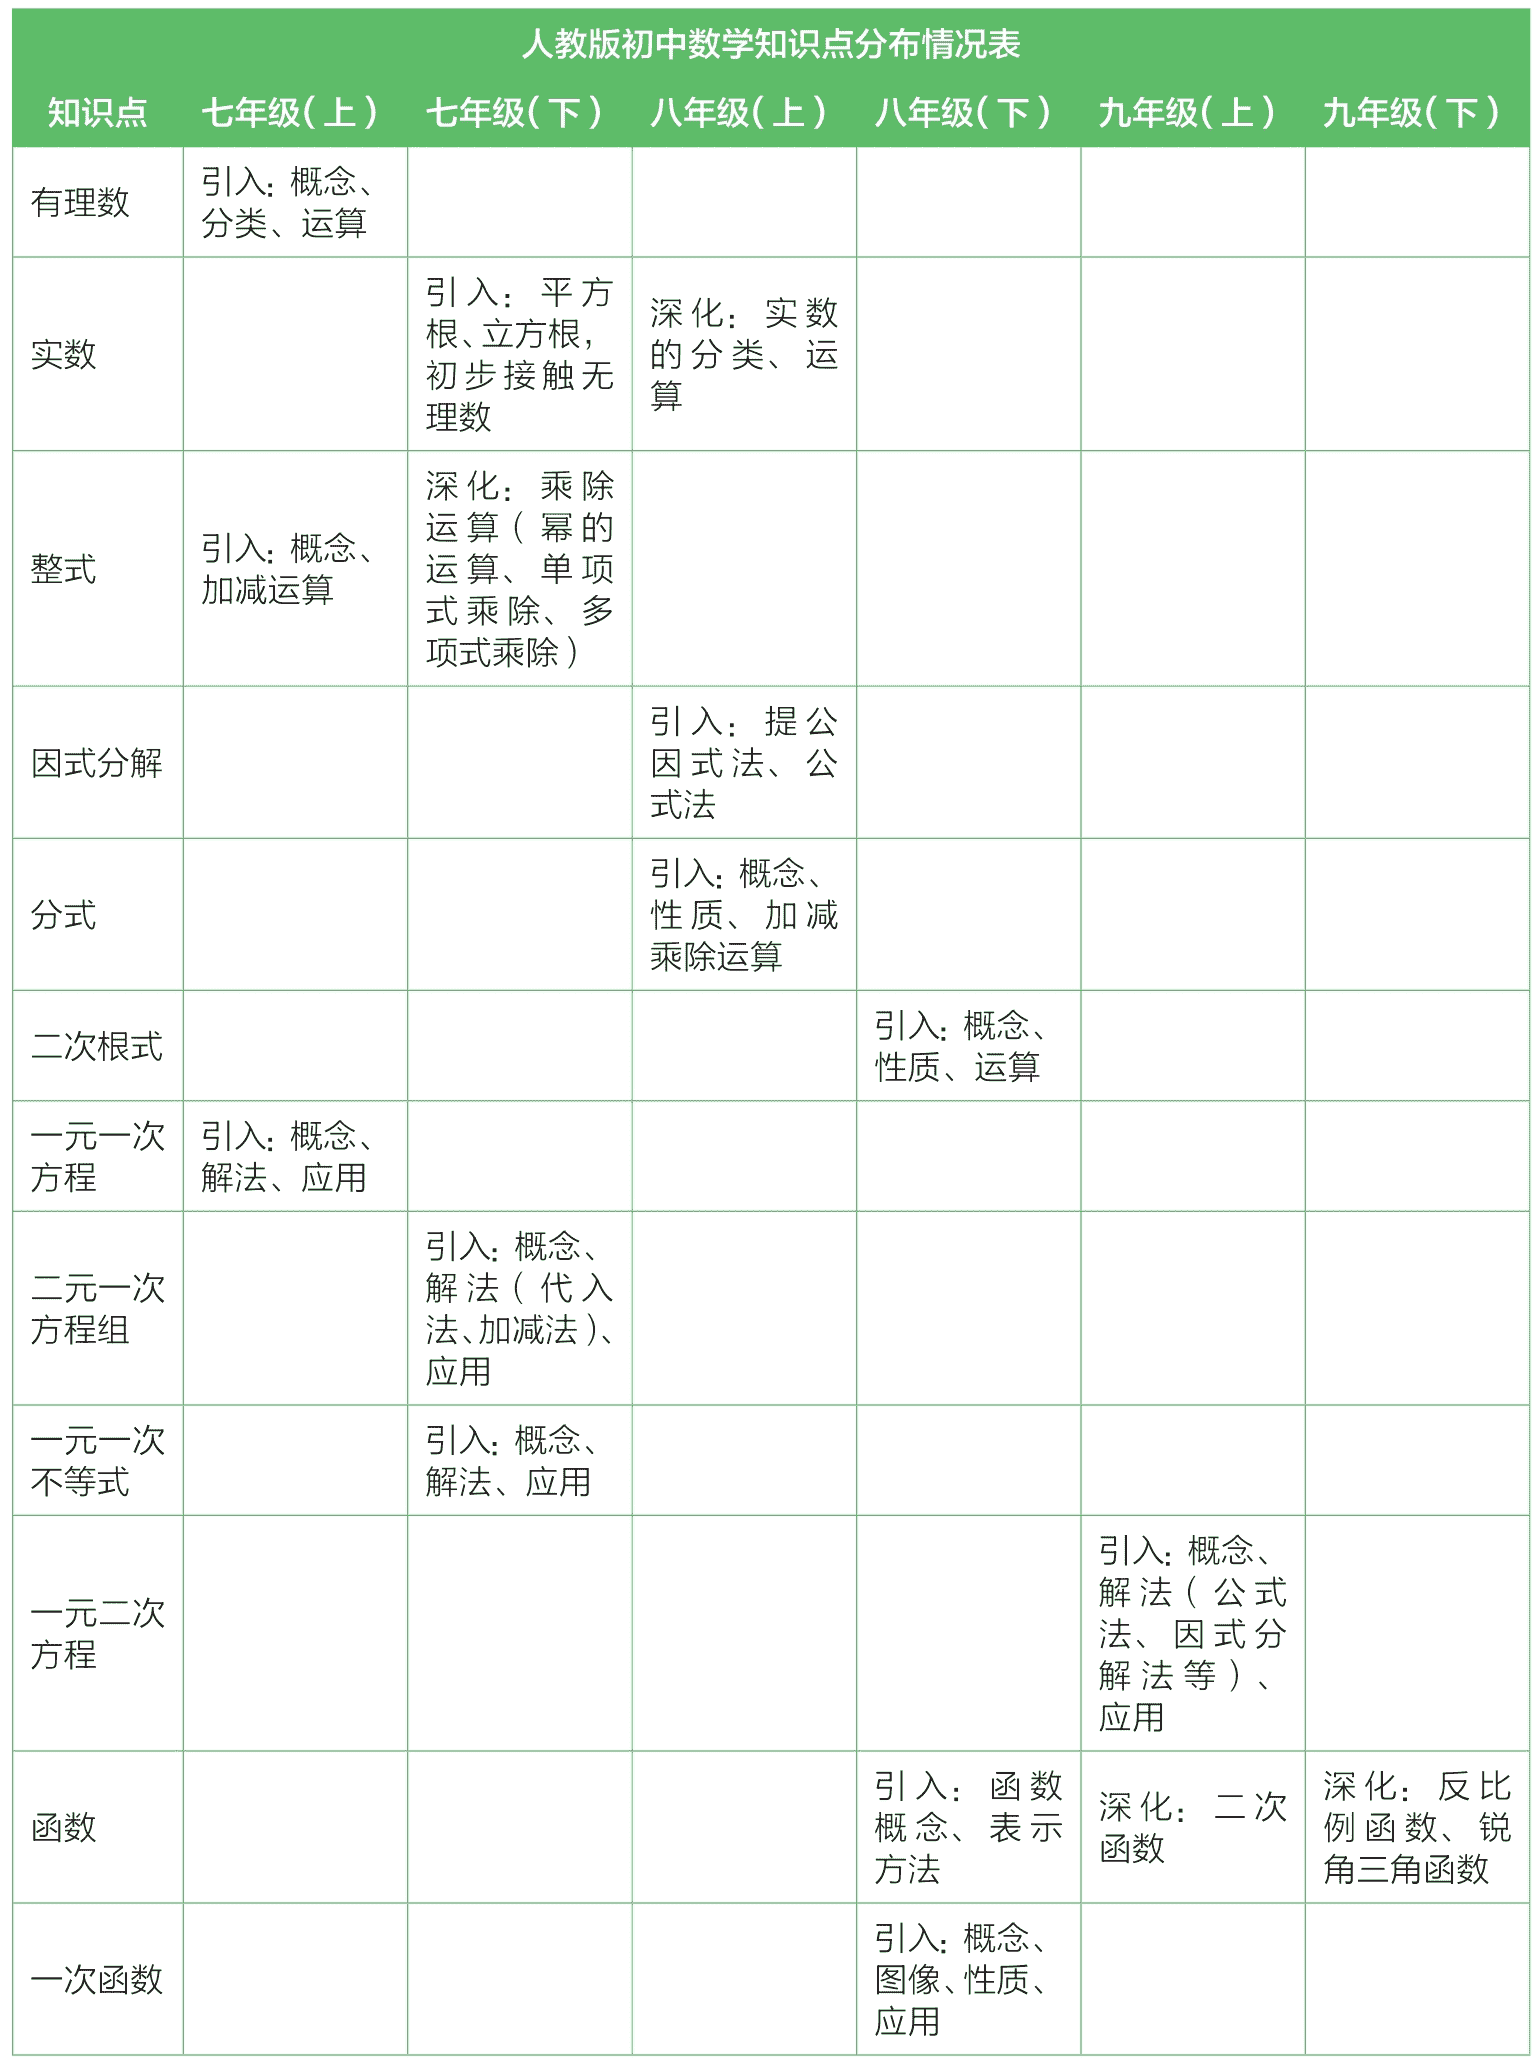 人教版初中数学知识点分布情况表
知识点 七年级（上） 七年级（下） 八年级（上） 八年级（下） 九年级（上） 九年级（下）
有理数
引入：概念、
分类、运算
实数
引入：平方
根、立方根，
初步接触无
理数
深化：实数
的分类、运
算
整式
引入：概念、
加减运算
深化：乘除
运算（幂的
运算、单项
式乘除、多
项式乘除）
因式分解
引入：提公
因式法、公
式法
分式
引入：概念、
性质、加减
乘除运算
二次根式
引入：概念、
性质、运算
一元一次
方程
引入：概念、
解法、应用
二元一次
方程组
引入：概念、
解法（代入
法、加减法）、
应用
一元一次
不等式
引入：概念、
解法、应用
一元二次
方程
引入：概念、
解法（公式
法、因式分
解法等）、
应用
函数
引入：函数
概念、表示
方法
深化：二次
函数
深化：反比
例函数、锐
角三角函数
一次函数
引入：概念、
图像、性质、
应用